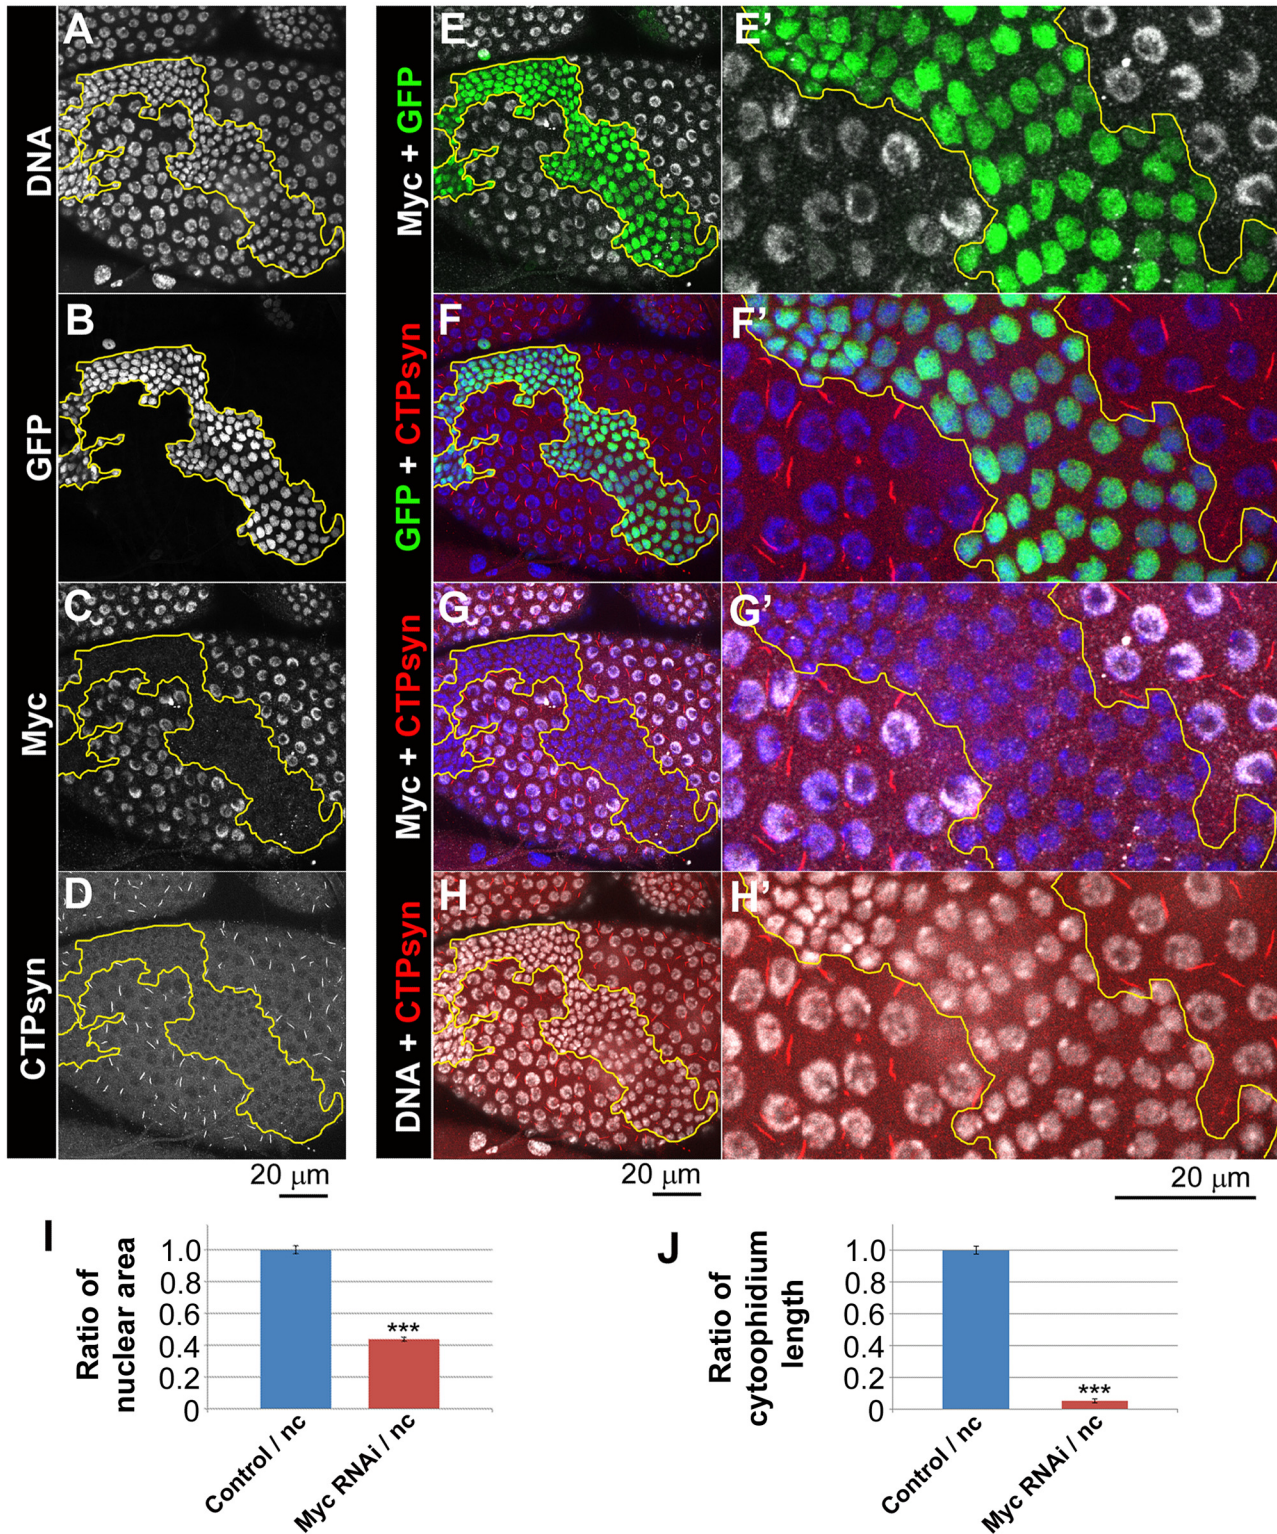 A
DNA
B
GFP
C
Myc
D
CTPsyn
20 μm
E
Myc + GFP
E’
F
GFP + CTPsyn
F’
G
Myc + CTPsyn
G’
H
DNA + CTPsyn
H’
20 μm
20 μm
I
Ratio of
nuclear area
1.0
0.8
0.6
0.4
0.2
0
***
Control / nc
Myc RNAi / nc
J
Ratio of
cytoophidium
length
1.0
0.8
0.6
0.4
0.2
0
***
Control / nc
Myc RNAi / nc